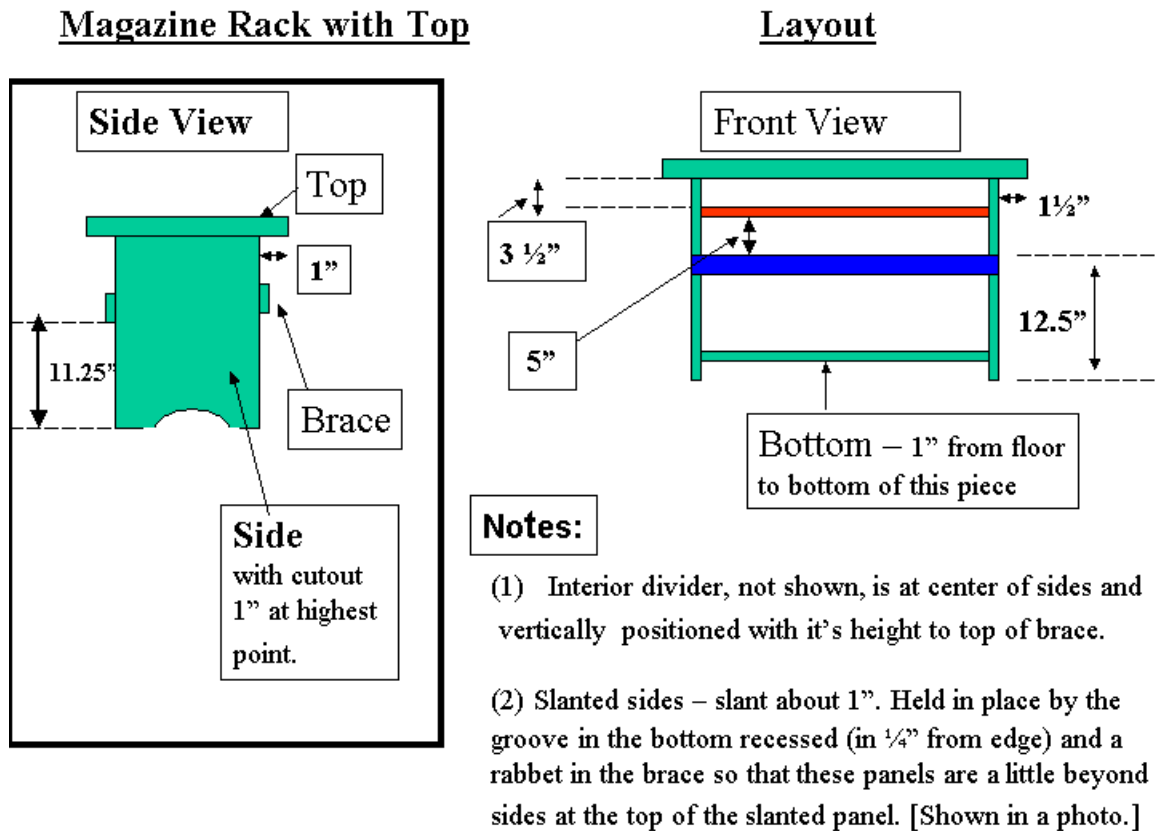 Magazine Rack with Top
Layout
Side View
Top
1”
11.25”
Brace
Side
with cutout
1” at highest
point.
Front View
3 ½”
1½”
5”
12.5”
Bottom – 1” from floor
to bottom of this piece
Notes:
(1) Interior divider, not shown, is at center of sides and
vertically positioned with it’s height to top of brace.
(2) Slanted sides – slant about 1”. Held in place by the
groove in the bottom recessed (in ¼” from edge) and a
rabbet in the brace so that these panels are a little beyond
sides at the top of the slanted panel. [Shown in a photo.]